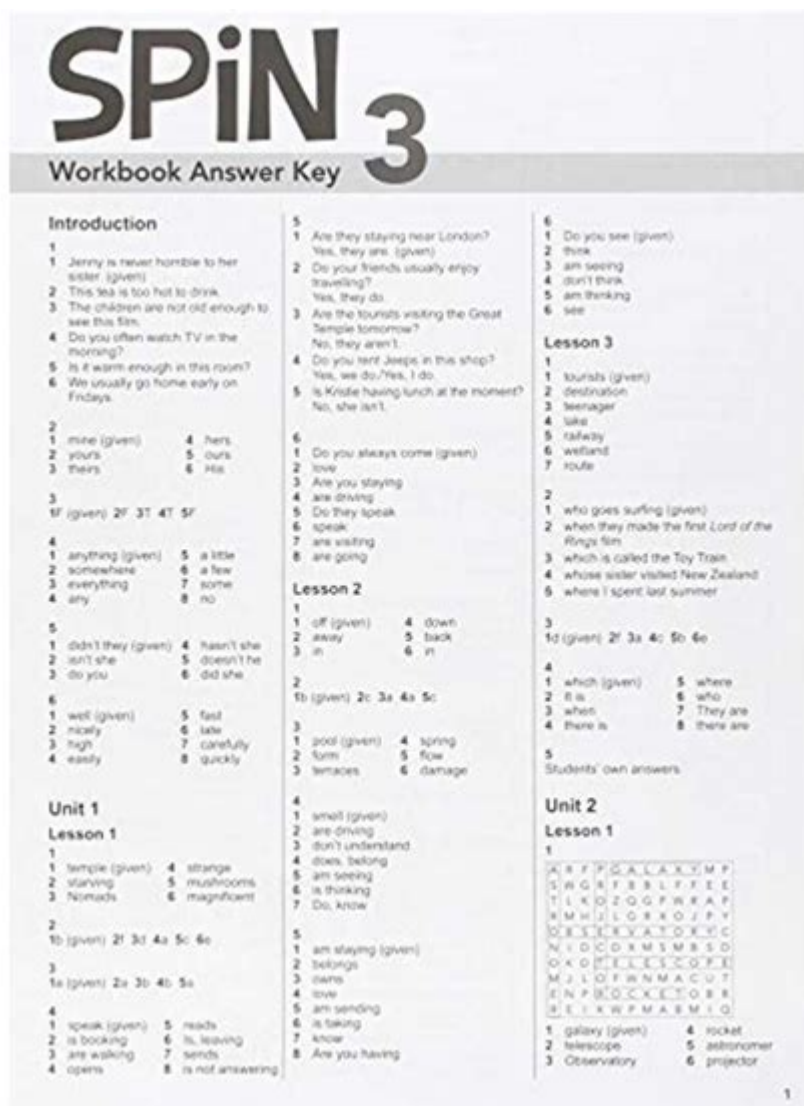 SPiN 3
Workbook Answer Key
Introduction
1
1 Jenny is never horrible to her
sister. (given)
2 This tea is too hot to drink.
3 The children are not old enough to
see this film.
4 Do you often watch TV in the
morning?
5 Is it warm enough in this room?
6 We usually go home early on
Fridays.
2
1 mine (given) 4 hers
2 yours 5 ours
3 theirs 6 His
3
1F (given) 2F 3T 4T 5F
4
1 anything (given) 5 a little
2 somewhere 6 a few
3 everything 7 some
4 any 8 no
5
1 didn't they (given) 4 hasn't she
2 isn't she 5 doesn't he
3 do you 6 did she
6
1 well (given) 5 fast
2 nicely 6 late
3 high 7 carefully
4 easily 8 quickly
Unit 1
Lesson 1
1
1 temple (given) 4 strange
2 starving 5 mushrooms
3 Nomads 6 magnificent
2
1b (given) 2f 3d 4a 5c 6e
3
1a (given) 2a 3b 4b 5a
4
1 speak (given) 5 reads
2 is booking 6 Is, leaving
3 are walking 7 sends
4 opens 8 is not answering
5
1 Are they staying near London?
Yes, they are. (given)
2 Do your friends usually enjoy
travelling?
Yes, they do.
3 Are the tourists visiting the Great
Temple tomorrow?
No, they aren't.
4 Do you rent Jeeps in this shop?
Yes, we do./Yes, I do.
5 Is Kristie having lunch at the moment?
No, she isn't.
6
1 Do you always come (given)
2 love
3 Are you staying
4 are driving
5 Do they speak
6 speak
7 are visiting
8 are going
Lesson 2
1
1 off (given) 4 down
2 away 5 back
3 in 6 in
2
1b (given) 2c 3a 4a 5c
3
1 pool (given) 4 spring
2 form 5 flow
3 terraces 6 damage
4
1 smell (given)
2 are driving
3 don't understand
4 does, belong
5 am seeing
6 is thinking
7 Do, know
5
1 am staying (given)
2 belongs
3 owns
4 love
5 am sending
6 is taking
7 know
8 Are you having
6
1 Do you see (given)
2 think
3 am seeing
4 don't think
5 am thinking
6 see
Lesson 3
1
1 tourists (given)
2 destination
3 teenager
4 lake
5 railway
6 wetland
7 route
2
1 who goes surfing (given)
2 when they made the first Lord of the
Rings film
3 which is called the Toy Train
4 whose sister visited New Zealand
5 where I spent last summer
3
1d (given) 2f 3a 4c 5b 6e
4
1 which (given) 5 where
2 It is 6 who
3 when 7 They are
4 there is 8 there are
5
Students' own answers
Unit 2
Lesson 1
1
A R F P G A L A X Y M P
1 galaxy (given) 4 rocket
2 telescope 5 astronomer
3 Observatory 6 projector
1